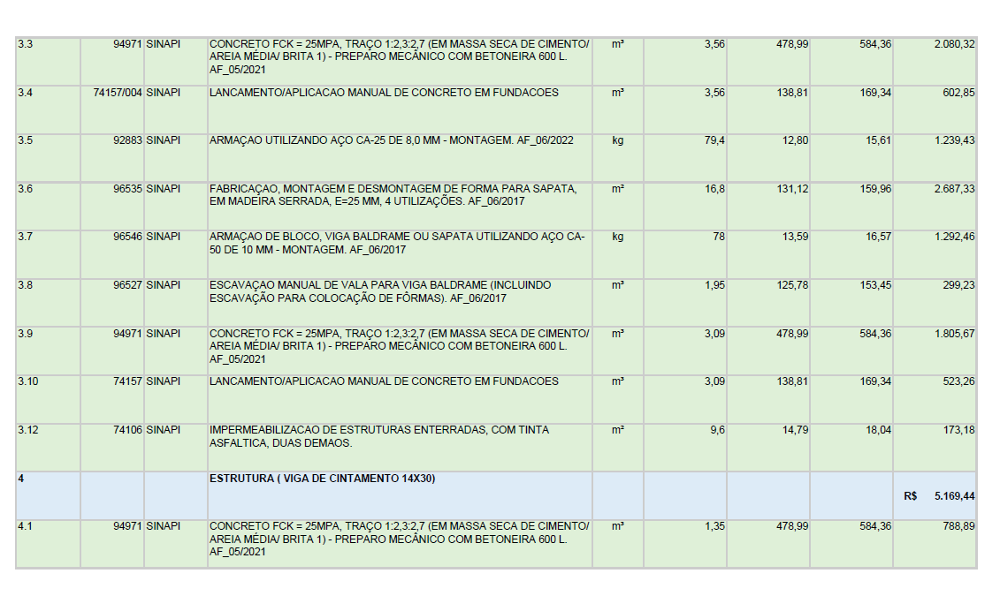 3.3 94971 SINAPI CONCRETO FCK = 25MPA, TRAÇO 1:2,3:2,7 (EM MASSA SECA DE CIMENTO/ m³ 3,56 478,99 584,36 2.080,32
AREIA MÉDIA/ BRITA 1) - PREPARO MECÂNICO COM BETONEIRA 600 L.
AF_05/2021
3.4 74157/004 SINAPI LANCAMENTO/APLICACAO MANUAL DE CONCRETO EM FUNDACOES m³ 3,56 138,81 169,34 602,85
3.5 92883 SINAPI ARMAÇAO UTILIZANDO AÇO CA-25 DE 8,0 MM - MONTAGEM. AF_06/2022 kg 79,4 12,80 15,61 1.239,43
3.6 96535 SINAPI FABRICAÇAO, MONTAGEM E DESMONTAGEM DE FORMA PARA SAPATA, m² 16,8 131,12 159,96 2.687,33
EM MADEIRA SERRADA, E=25 MM, 4 UTILIZAÇÕES. AF_06/2017
3.7 96546 SINAPI ARMAÇAO DE BLOCO, VIGA BALDRAME OU SAPATA UTILIZANDO AÇO CA- kg 78 13,59 16,57 1.292,46
50 DE 10 MM - MONTAGEM. AF_06/2017
3.8 96527 SINAPI ESCAVAÇAO MANUAL DE VALA PARA VIGA BALDRAME (INCLUINDO m³ 1,95 125,78 153,45 299,23
ESCAVAÇÃO PARA COLOCAÇÃO DE FÔRMAS). AF_06/2017
3.9 94971 SINAPI CONCRETO FCK = 25MPA, TRAÇO 1:2,3:2,7 (EM MASSA SECA DE CIMENTO/ m³ 3,09 478,99 584,36 1.805,67
AREIA MÉDIA/ BRITA 1) - PREPARO MECÂNICO COM BETONEIRA 600 L.
AF_05/2021
3.10 74157 SINAPI LANCAMENTO/APLICACAO MANUAL DE CONCRETO EM FUNDACOES m³ 3,09 138,81 169,34 523,26
3.12 74106 SINAPI IMPERMEABILIZACAO DE ESTRUTURAS ENTERRADAS, COM TINTA m² 9,6 14,79 18,04 173,18
ASFALTICA, DUAS DEMAOS.
4 ESTRUTURA ( VIGA DE CINTAMENTO 14X30)
R$ 5.169,44
4.1 94971 SINAPI CONCRETO FCK = 25MPA, TRAÇO 1:2,3:2,7 (EM MASSA SECA DE CIMENTO/ m³ 1,35 478,99 584,36 788,89
AREIA MÉDIA/ BRITA 1) - PREPARO MECÂNICO COM BETONEIRA 600 L.
AF_05/2021